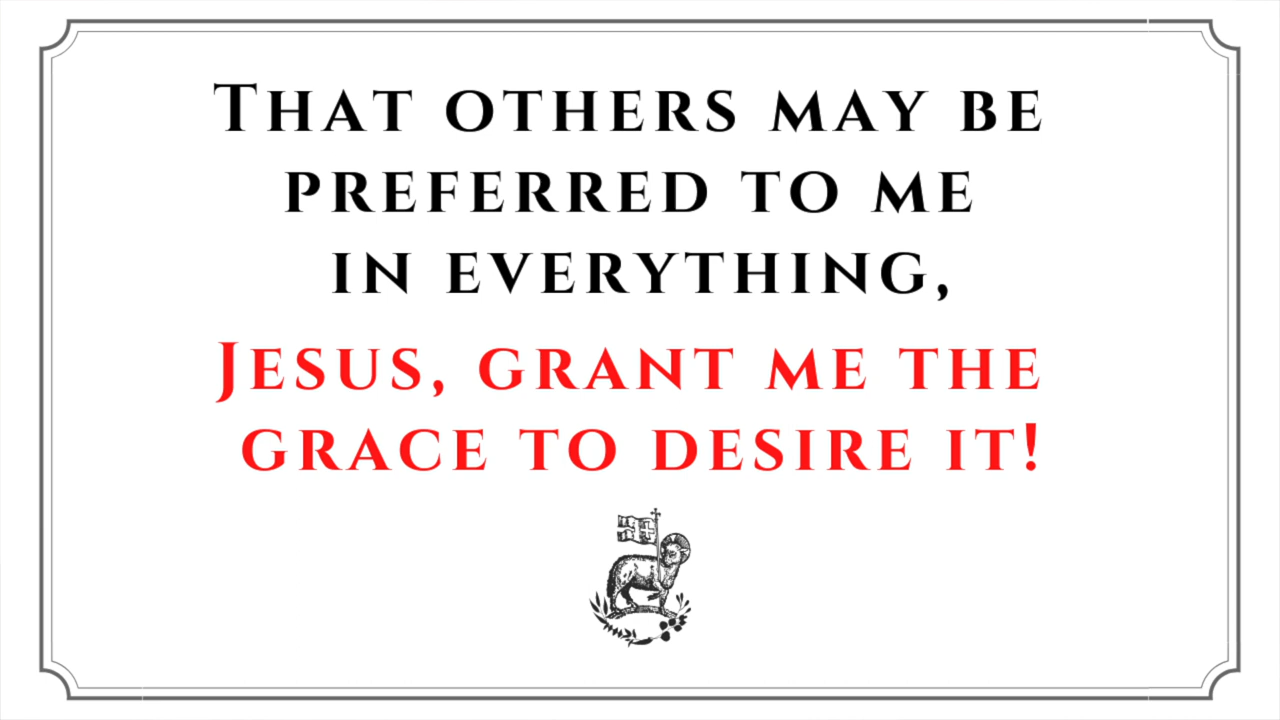 That others may be
preferred to me
in everything,
Jesus, grant me the
grace to desire it!